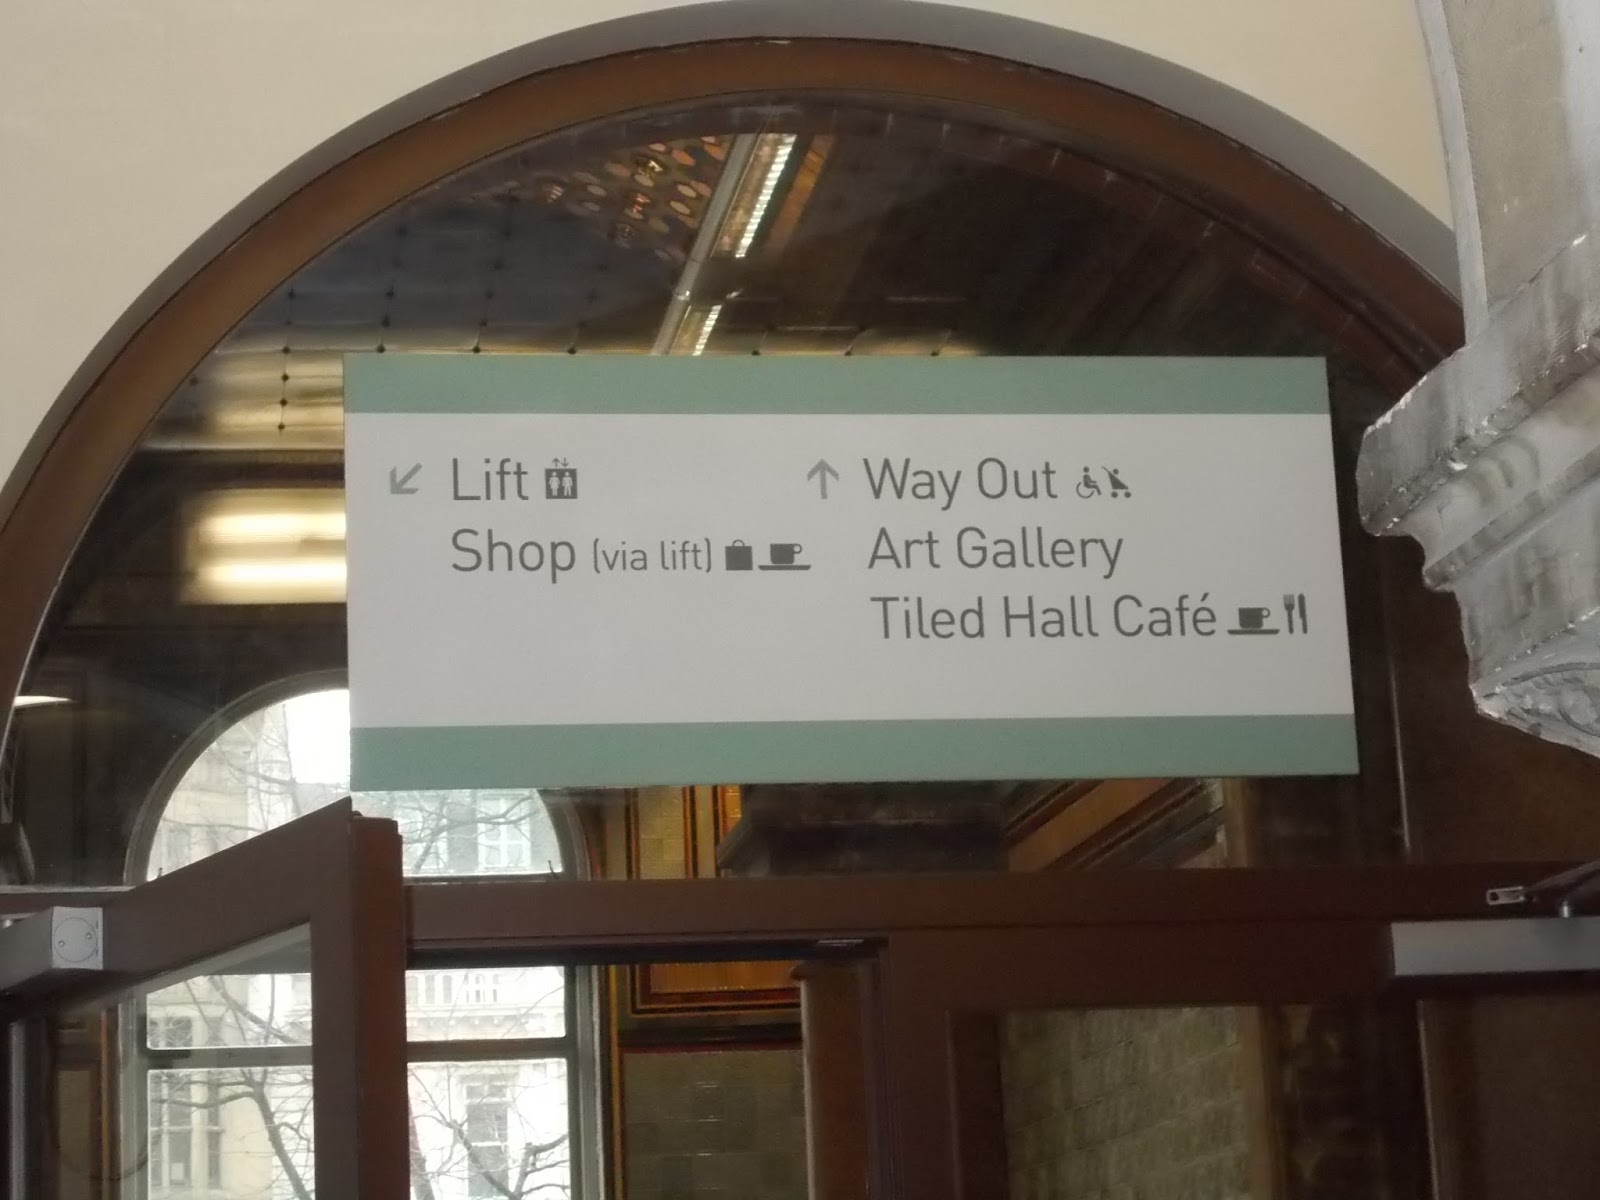 Lift
Shop (via lift)
Way Out
Art Gallery
Tiled Hall Café